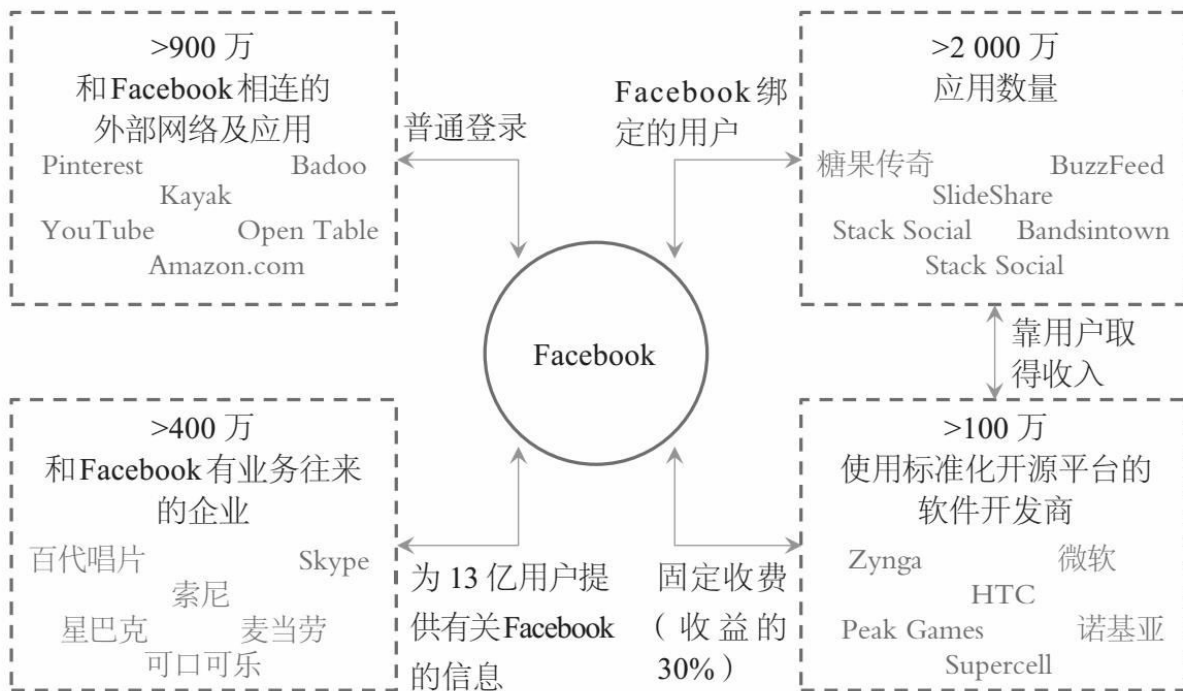 >900 万
和Facebook相连的
外部网络及应用
Pinterest Badoo
Kayak
YouTube Open Table
Amazon.com
普通登录
Facebook绑
定的用户
>2 000 万
应用数量
糖果传奇 BuzzFeed
SlideShare
Stack Social Bandsintown
Stack Social
Facebook
靠用户取
得收入
>400 万
和Facebook有业务往来
的企业
百代唱片 Skype
索尼
星巴克 麦当劳
可口可乐
为 13 亿用户提
供有关Facebook
的信息
固定收费
(收益的
30%)
>100 万
使用标准化开源平台的
软件开发商
Zynga 微软
HTC
Peak Games 诺基亚
Supercell